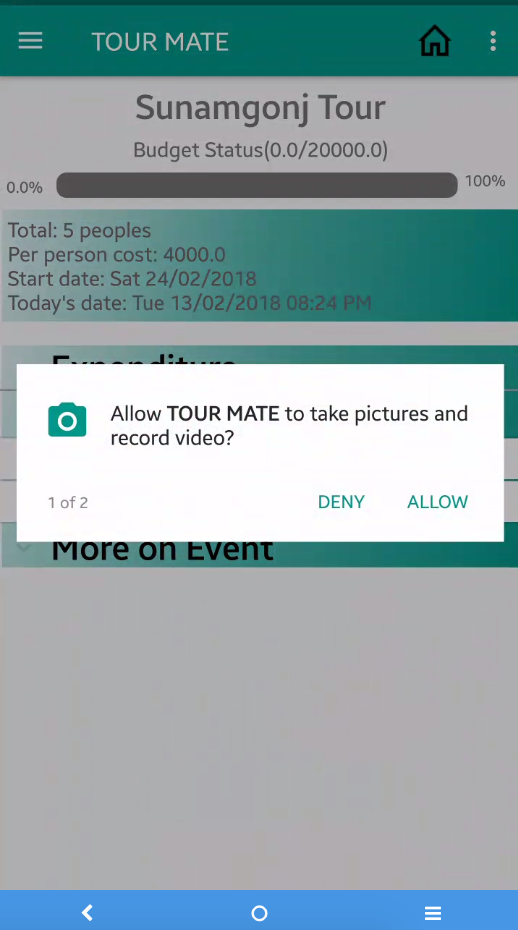 TOUR MATE
Sunamgonj Tour
Budget Status(0.0/20000.0)
0.0%
100%
Total: 5 peoples
Per person cost: 4000.0
Start date: Sat 24/02/2018
Today's date: Tue 13/02/2018 08:24 PM
Expenditure
Allow TOUR MATE to take pictures and
record video?
1 of 2
DENY
ALLOW
More on Event